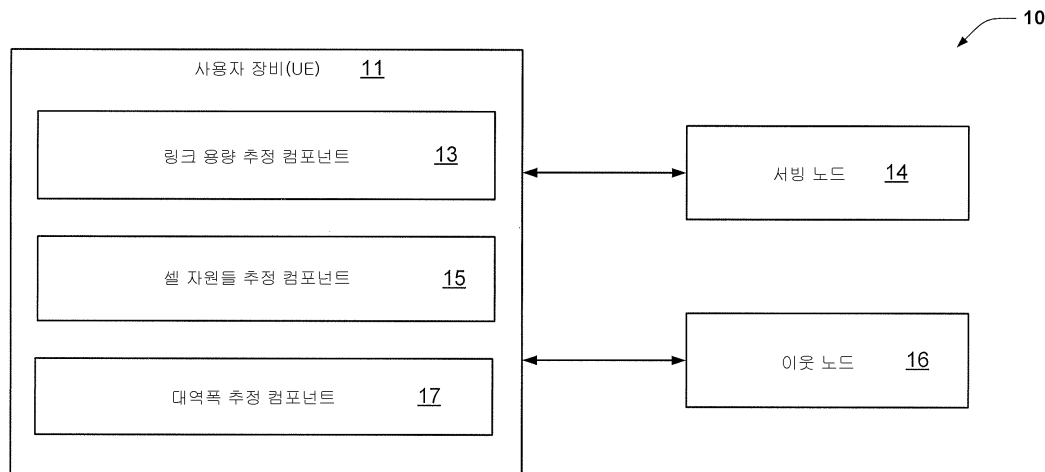 10
사용자 장비(UE) 11
링크 용량 추정 컴포넌트 13
서빙 노드 14
셀 자원들 추정 컴포넌트 15
이웃 노드 16
대역폭 추정 컴포넌트 17